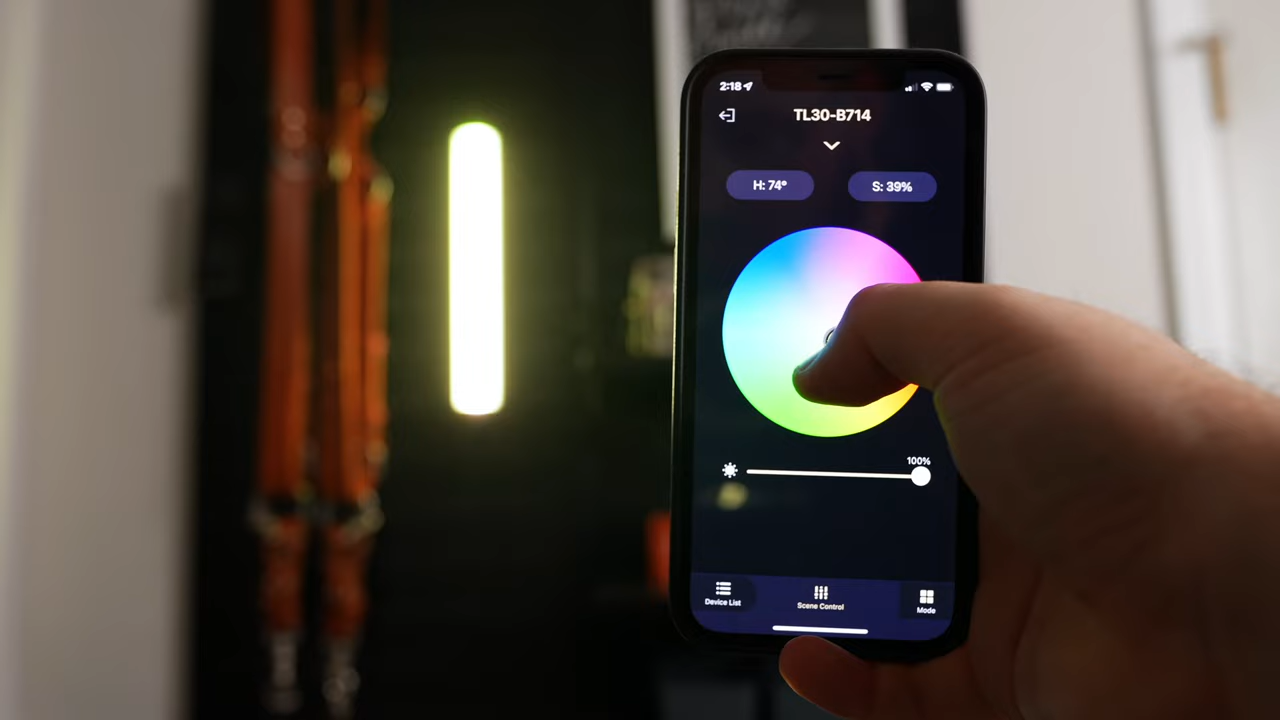 2:18
TL30-B714
H: 74°
S: 39%
100%
Device List
Scene Control
Mode